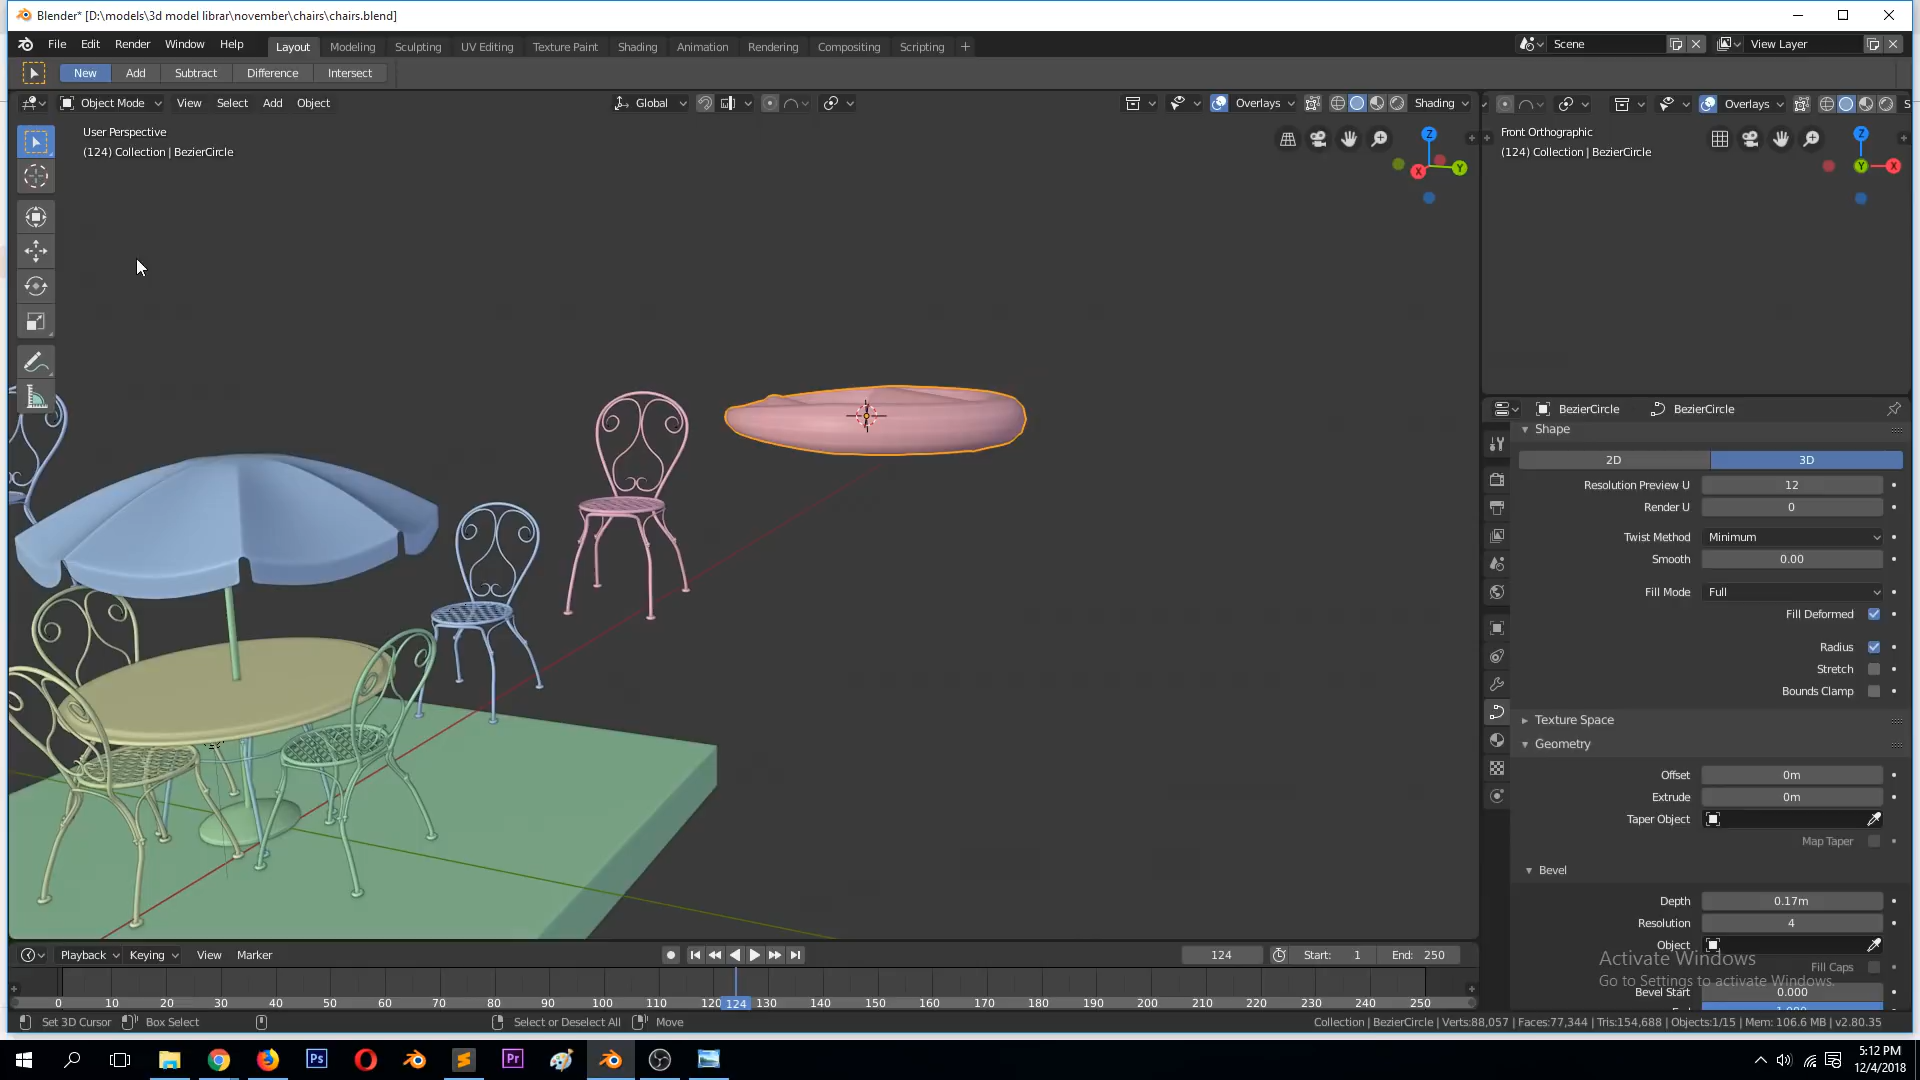 Blender* [D:\models\3d model librar\november\chairs\chairs.blend]
File Edit Render Window Help Layout Modeling Sculpting UV Editing Texture Paint Shading Animation Rendering Compositing Scripting + Scene View Layer
New Add Subtract Difference Intersect
Object Mode View Select Add Object Global Overlays Shading Overlays S
User Perspective
(124) Collection | BezierCircle
Z
X Y
Front Orthographic
(124) Collection | BezierCircle
Z
Y X
BezierCircle BezierCircle
Shape
2D 3D
Resolution Preview U 12
Render U 0
Twist Method Minimum
Smooth 0.00
Fill Mode Full
Fill Deformed
Radius
Stretch
Bounds Clamp
Texture Space
Geometry
Offset 0m
Extrude 0m
Taper Object
Map Taper
Bevel
Depth 0.17m
Resolution 4
Object
Activate Windows
Fill Caps
Go to Settings to activate Windows.
Bevel Start 0.000
Playback Keying View Marker 124 Start: 1 End: 250
0 10 20 30 40 50 60 70 80 90 100 110 120 124 130 140 150 160 170 180 190 200 210 220 230 240 250
Set 3D Cursor Box Select Select or Deselect All Move Collection | BezierCircle | Verts:88,057 | Faces:77,344 | Tris:154,688 | Objects:1/15 | Mem: 106.6 MB | v2.80.35
Ps Pr
5:12 PM
12/4/2018